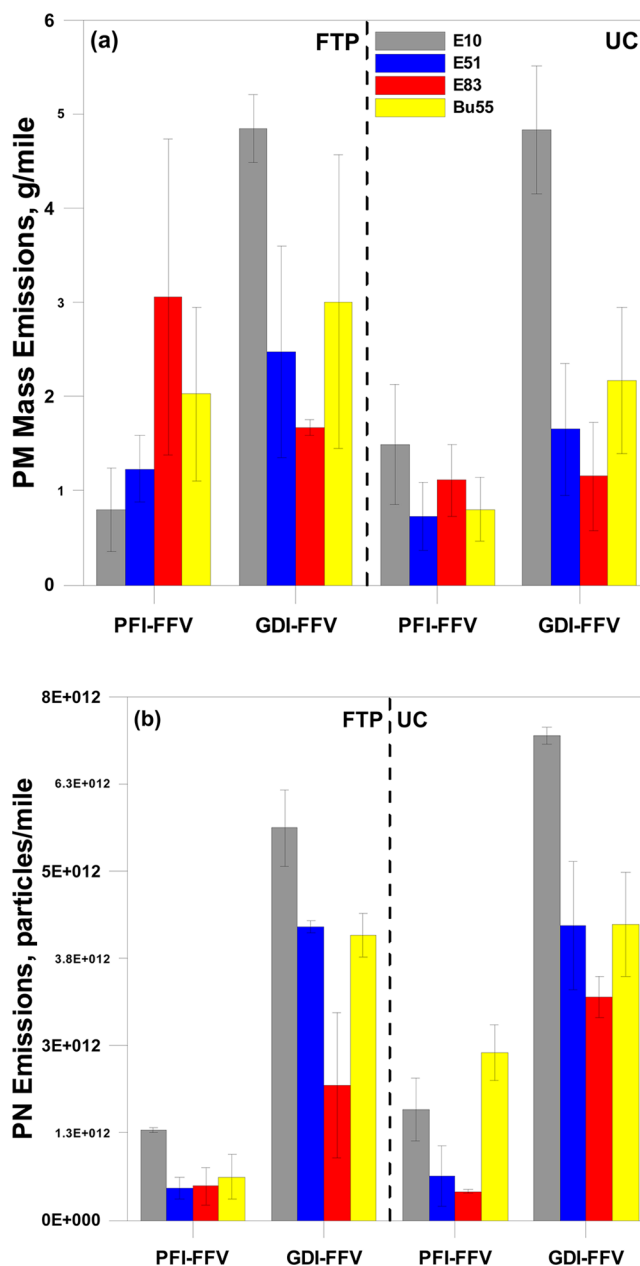 (a)
FTP
UC
E10
E51
E83
Bu55
PM Mass Emissions, g/mile
6
5
4
3
2
1
0
PFI-FFV
GDI-FFV
PFI-FFV
GDI-FFV
(b)
FTP
UC
PN Emissions, particles/mile
8E+012
6.3E+012
5E+012
3.8E+012
3E+012
1.3E+012
0E+000
PFI-FFV
GDI-FFV
PFI-FFV
GDI-FFV